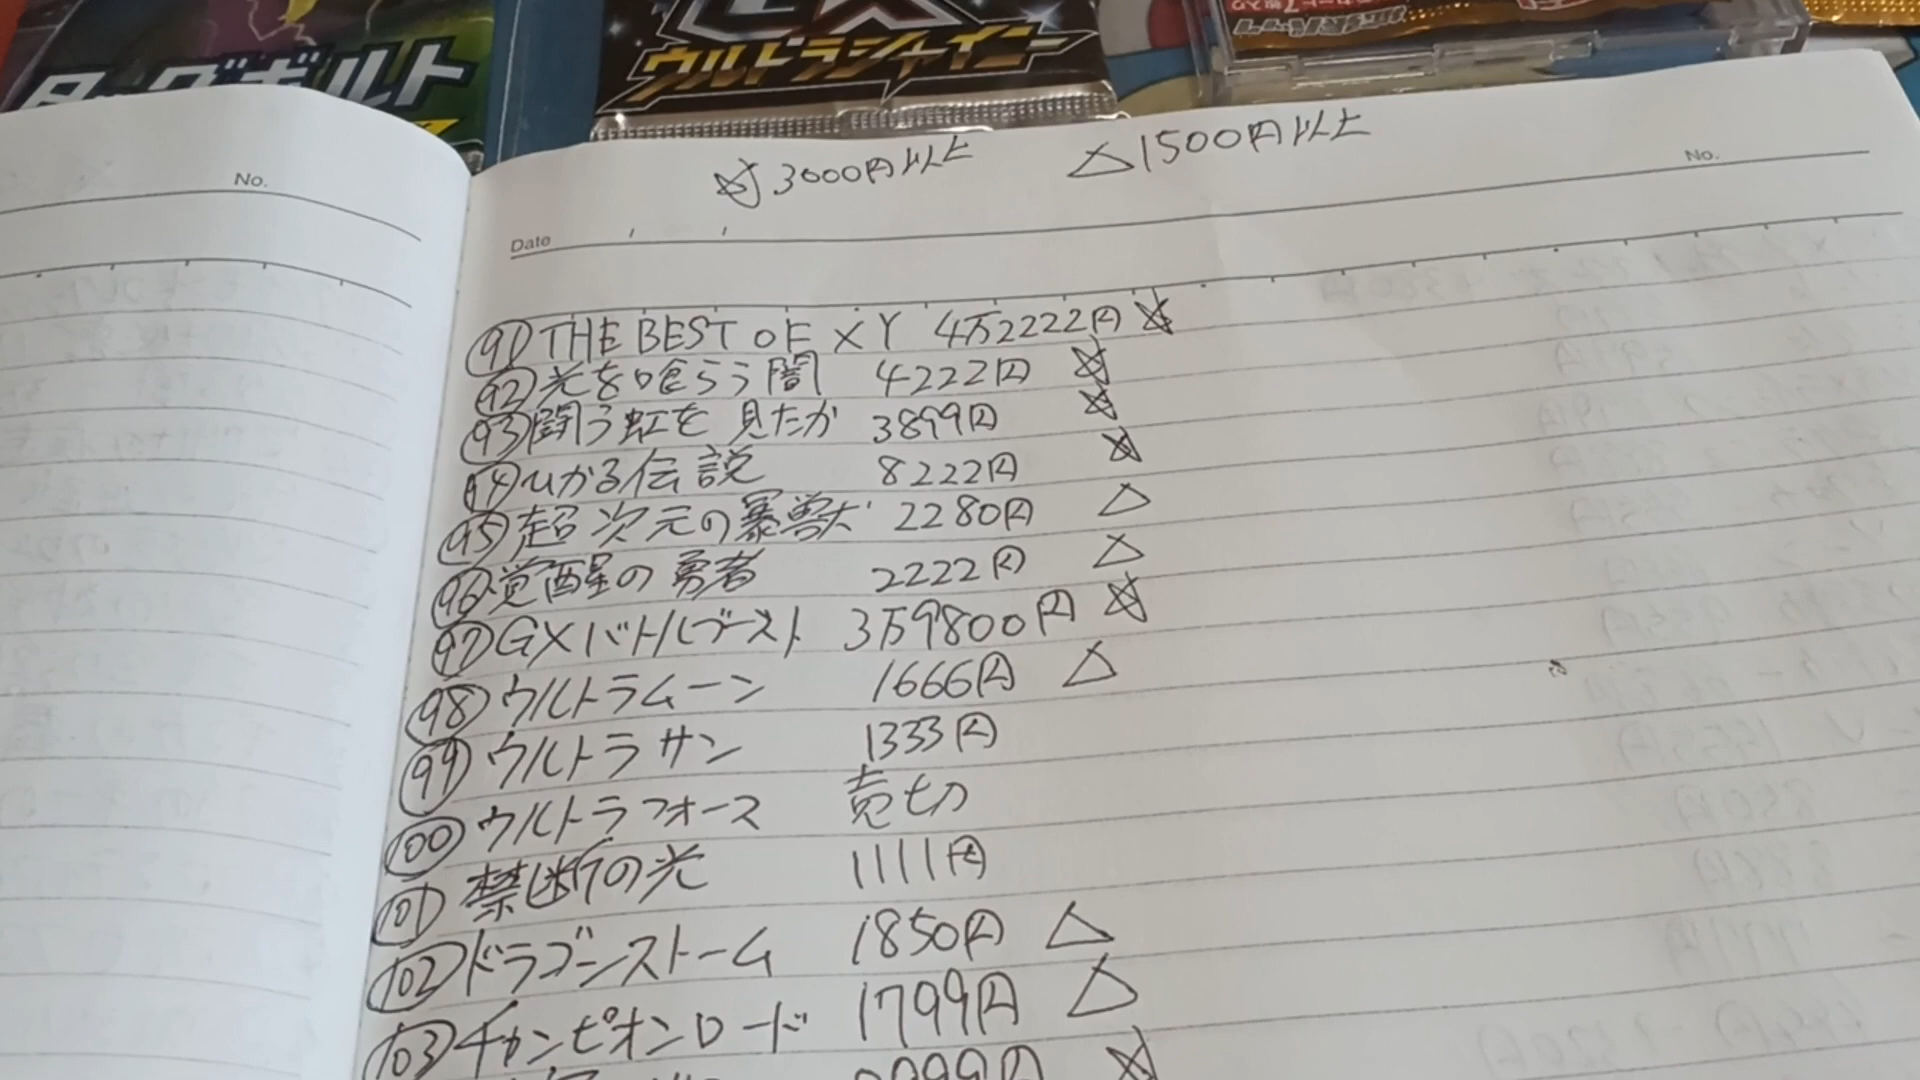 タッグボルト
ウルトラシャイニー
☆3000円以上 △1500円以上
No.
No.
Date
91 THE BEST OF XY 4万2222円 ☆
92 光を喰らう闇 4222円 ☆
93 闘う虹を見たか 3899円 ☆
94 ひかる伝説 8222円 ☆
95 超次元の暴獣 2280円 △
96 覚醒の勇者 2222円 △
97 GXバトルブースト 3万9800円 ☆
98 ウルトラムーン 1666円 △
99 ウルトラサン 1333円
100 ウルトラフォース 売切
101 禁断の光 1111円
102 ドラゴンストーム 1850円 △
103 チャンピオンロード 1799円 △